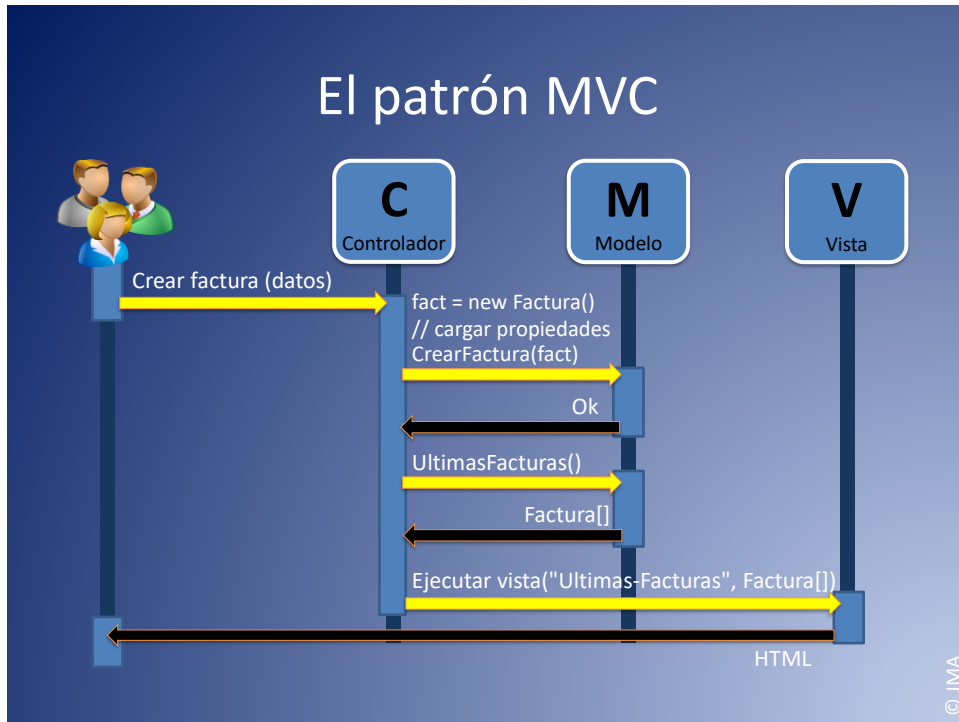 El patrón MVC
C
Controlador
M
Modelo
V
Vista
Crear factura (datos)
fact = new Factura()
// cargar propiedades
CrearFactura(fact)
Ok
UltimasFacturas()
Factura[]
Ejecutar vista("Ultimas-Facturas", Factura[])
HTML
© JMA